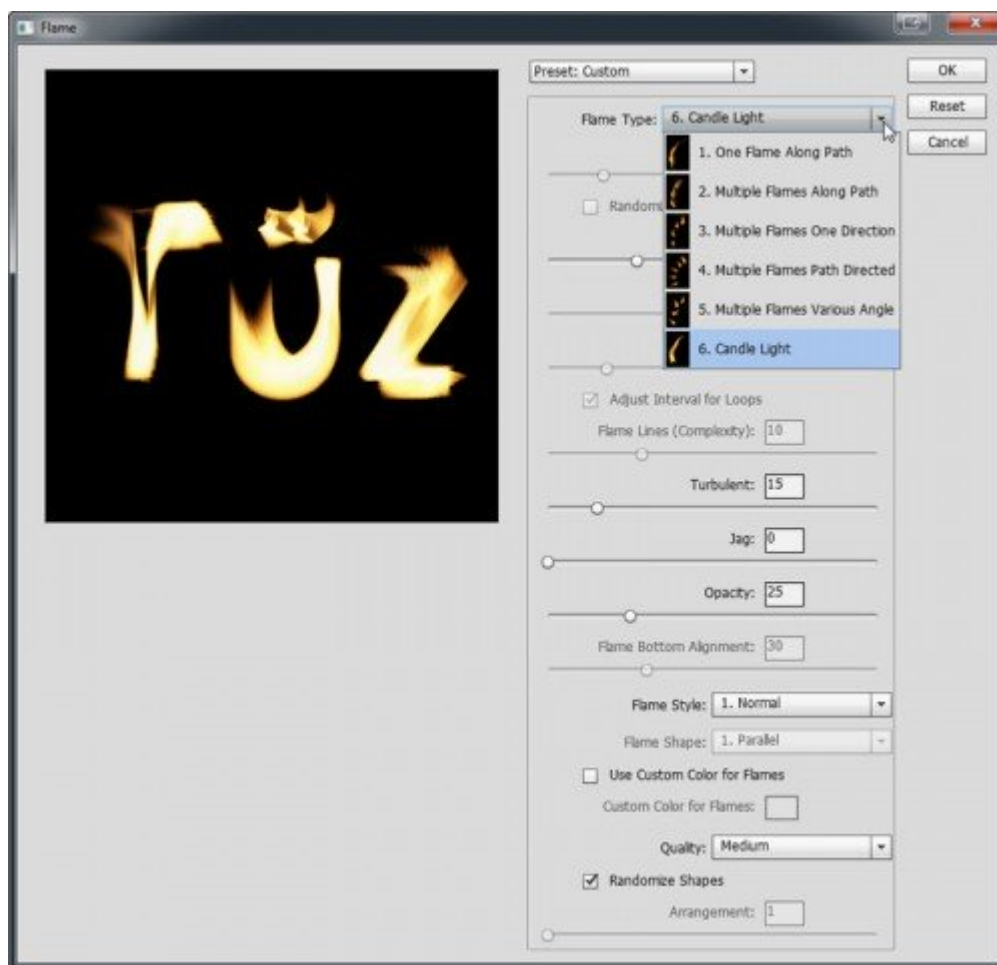 Flame
Tüz
Preset: Custom
OK
Reset
Cancel
Flame Type: 6. Candle Light
1. One Flame Along Path
2. Multiple Flames Along Path
3. Multiple Flames One Direction
4. Multiple Flames Path Directed
5. Multiple Flames Various Angle
6. Candle Light
Adjust Interval for Loops
Flame Lines (Complexity): 10
Turbulent: 15
Jag: 0
Opacity: 25
Flame Bottom Alignment: 30
Flame Style: 1. Normal
Flame Shape: 1. Parallel
Use Custom Color for Flames
Custom Color for Flames:
Quality: Medium
Randomize Shapes
Arrangement: 1